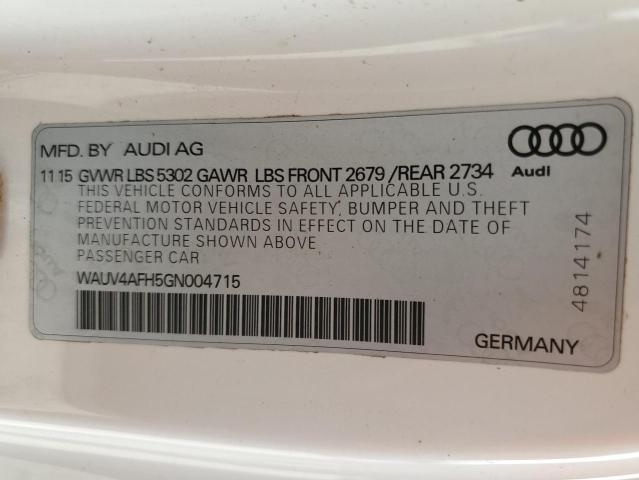 MFD. BY AUDI AG
11 15 GVWR LBS 5302 GAWR LBS FRONT 2679 /REAR 2734
Audi
THIS VEHICLE CONFORMS TO ALL APPLICABLE U.S.
FEDERAL MOTOR VEHICLE SAFETY, BUMPER AND THEFT
PREVENTION STANDARDS IN EFFECT ON THE DATE OF
MANUFACTURE SHOWN ABOVE.
PASSENGER CAR
WAUV4AFH5GN004715
4814174
GERMANY